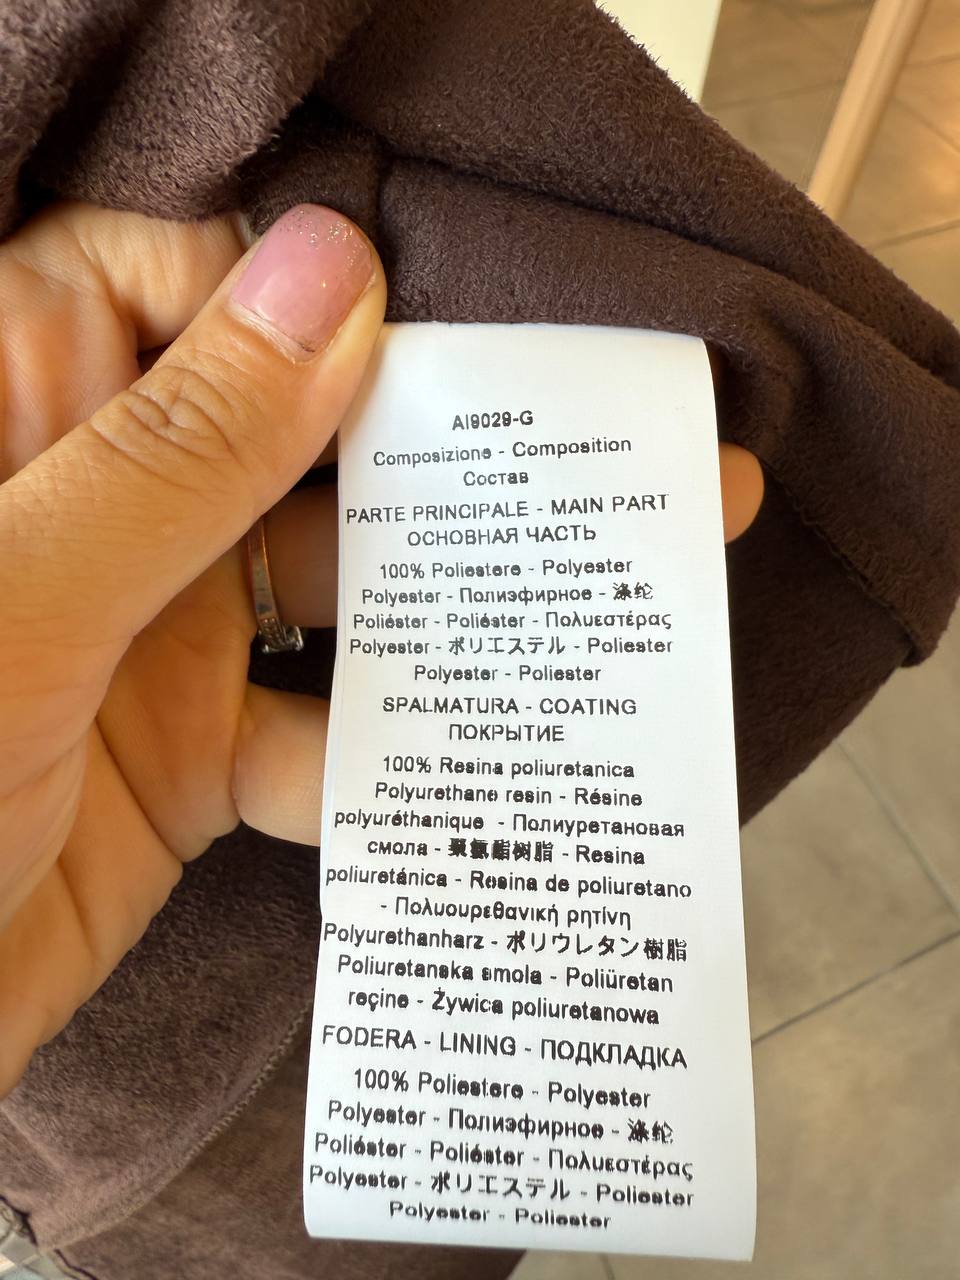 AI9029-G
Composizione - Composition
Состав
PARTE PRINCIPALE - MAIN PART
ОСНОВНАЯ ЧАСТЬ
100% Poliestere - Polyester
Polyester - Полиэфирное - 涤纶
Poliéster - Poliéster - Πολυεστέρας
Polyester - ポリエステル - Poliester
Polyester - Poliester
SPALMATURA - COATING
ПОКРЫТИЕ
100% Resina poliuretanica
Polyurethane resin - Résine
polyuréthanique - Полиуретановая
смола - 聚氨酯树脂 - Resina
poliuretánica - Resina de poliuretano
- Πολυουρεθανική ρητίνη
Polyurethanharz - ポリウレタン樹脂
Poliuretanska smola - Poliüretan
reçine - Żywica poliuretanowa
FODERA - LINING - ПОДКЛАДКА
100% Poliestere - Polyester
Polyester - Полиэфирное - 涤纶
Poliéster - Poliéster - Πολυεστέρας
Polyester - ポリエステル - Poliester
Polyester - Poliester